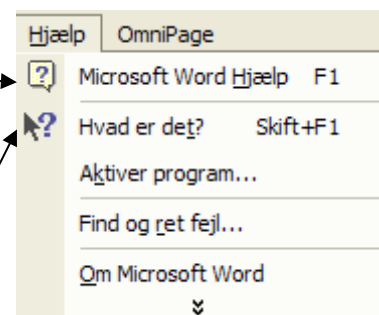 Hjælp OmniPage
Microsoft Word Hjælp F1
Hvad er det? Skift+F1
Aktiver program...
Find og ret fejl...
Om Microsoft Word